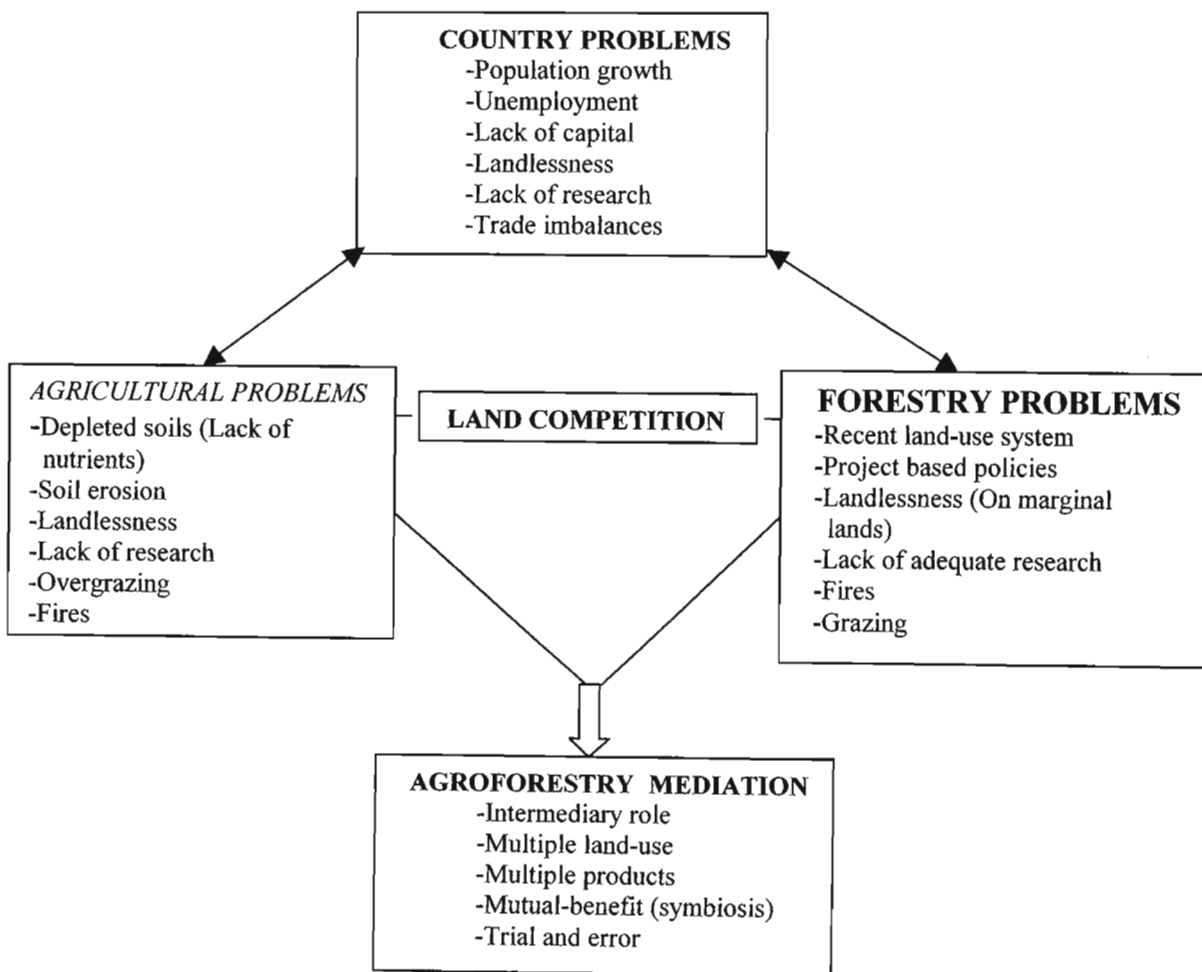 COUNTRY PROBLEMS
-Population growth
-Unemployment
-Lack of capital
-Landlessness
-Lack of research
-Trade imbalances
AGRICULTURAL PROBLEMS
-Depleted soils (Lack of
nutrients)
-Soil erosion
-Landlessness
-Lack of research
-Overgrazing
-Fires
LAND COMPETITION
FORESTRY PROBLEMS
-Recent land-use system
-Project based policies
-Landlessness (On marginal
lands)
-Lack of adequate research
-Fires
-Grazing
AGROFORESTRY MEDIATION
-Intermediary role
-Multiple land-use
-Multiple products
-Mutual-benefit (symbiosis)
-Trial and error